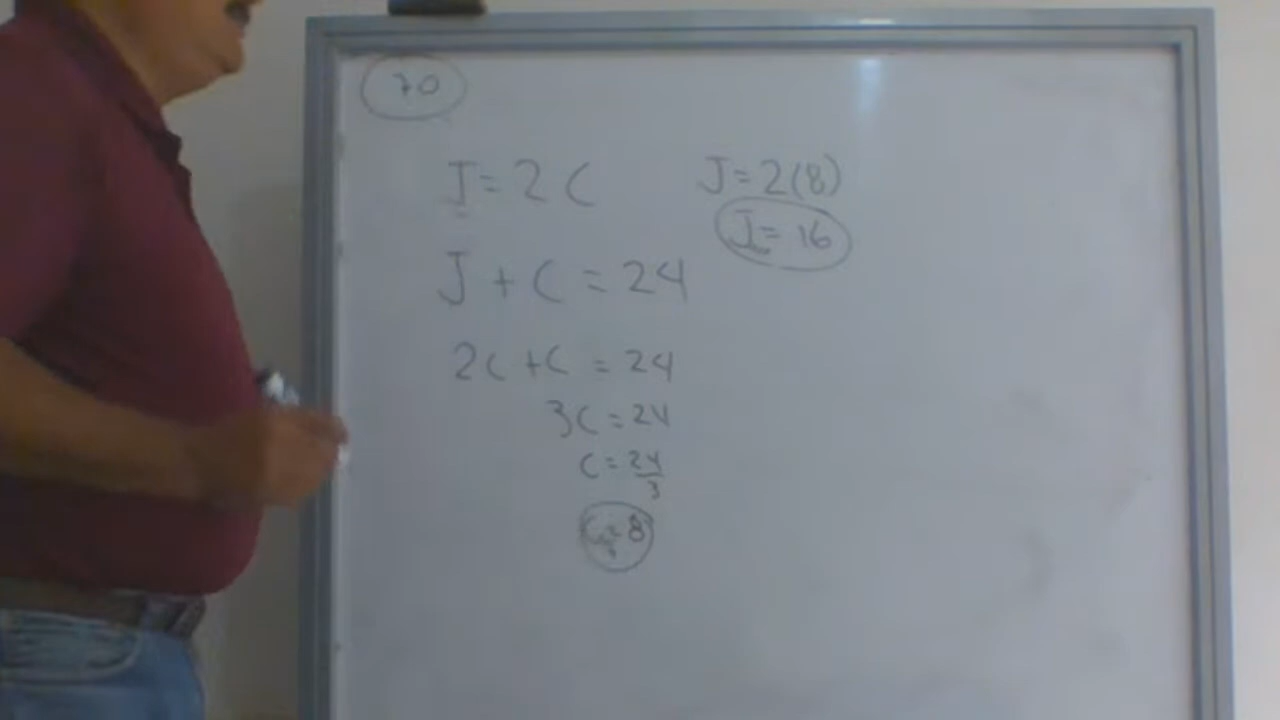 70
J = 2C
J + C = 24
2C + C = 24
3C = 24
C = 24/3
C = 8
J = 2(8)
J = 16